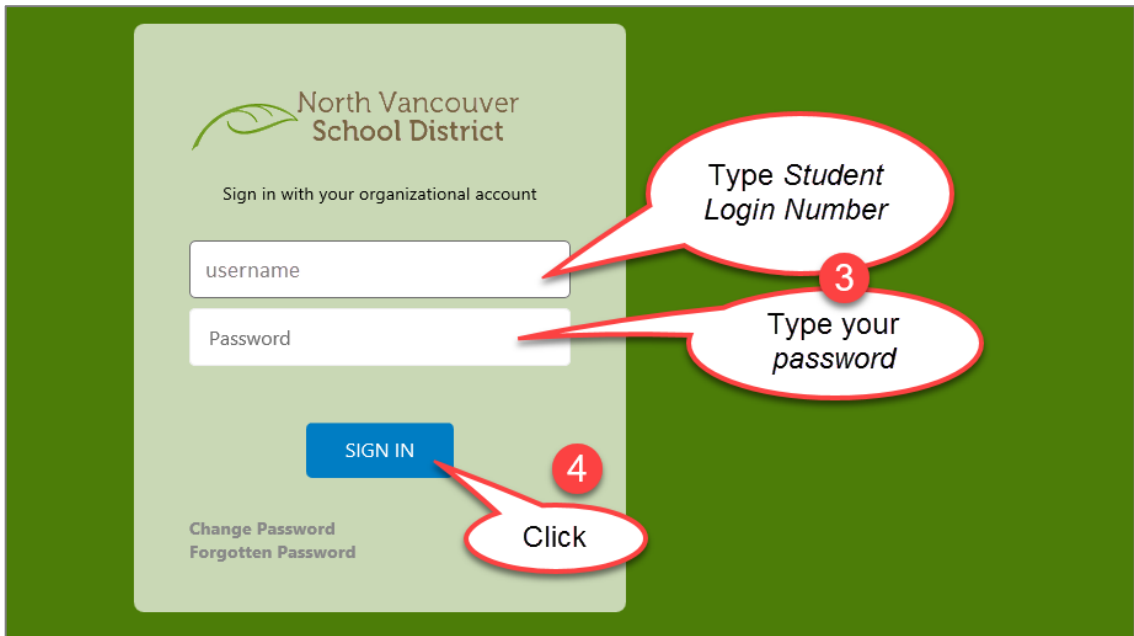 North Vancouver
School District
Sign in with your organizational account
username
Type Student
Login Number
3
Password
Type your
password
SIGN IN
4
Click
Change Password
Forgotten Password